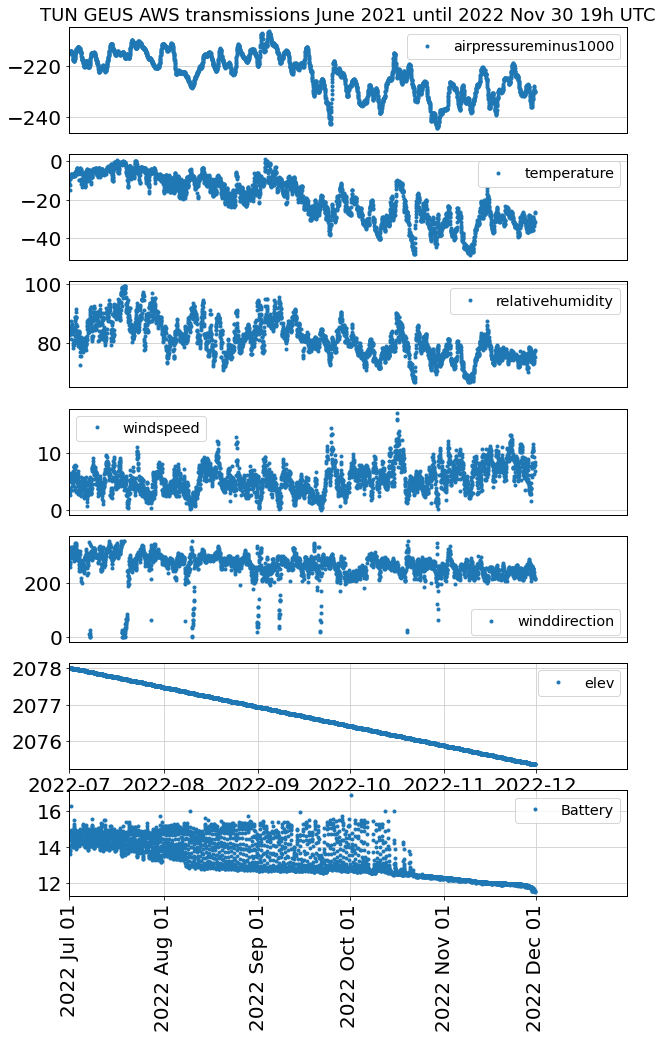 TUN GEUS AWS transmissions June 2021 until 2022 Nov 30 19h UTC
−220
−240
airpressureminus1000
0
−20
−40
temperature
100
80
relativehumidity
10
0
windspeed
200
0
winddirection
2078
2077
2076
elev
2022-07 2022-08 2022-09 2022-10 2022-11 2022-12
16
14
12
Battery
2022 Jul 01
2022 Aug 01
2022 Sep 01
2022 Oct 01
2022 Nov 01
2022 Dec 01